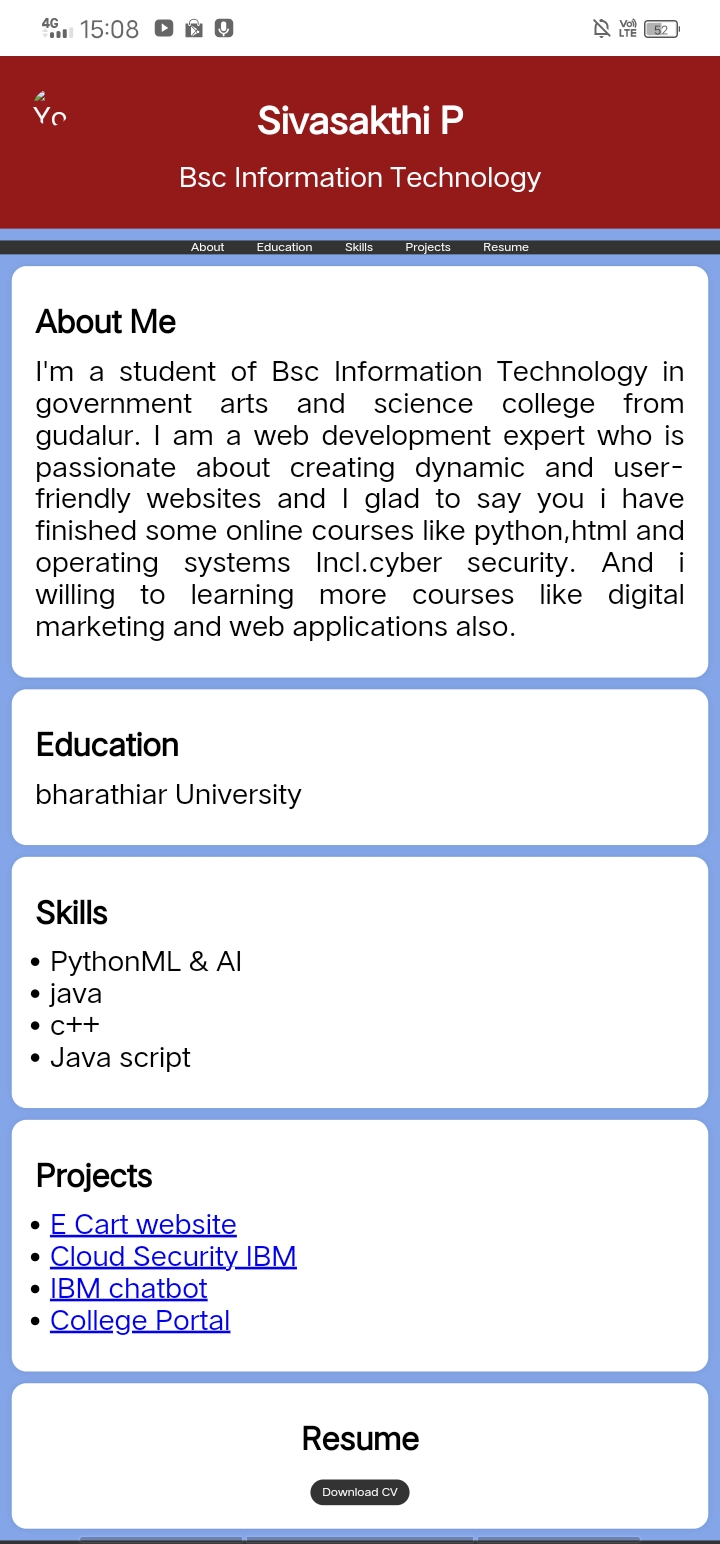 4G 15:08 Vo)) LTE 52
Yo
Sivasakthi P
Bsc Information Technology
About Education Skills Projects Resume
About Me
I'm a student of Bsc Information Technology in
government arts and science college from
gudalur. I am a web development expert who is
passionate about creating dynamic and user-
friendly websites and I glad to say you i have
finished some online courses like python,html and
operating systems Incl.cyber security. And i
willing to learning more courses like digital
marketing and web applications also.
Education
bharathiar University
Skills
• PythonML & AI
• java
• c++
• Java script
Projects
• E Cart website
• Cloud Security IBM
• IBM chatbot
• College Portal
Resume
Download CV